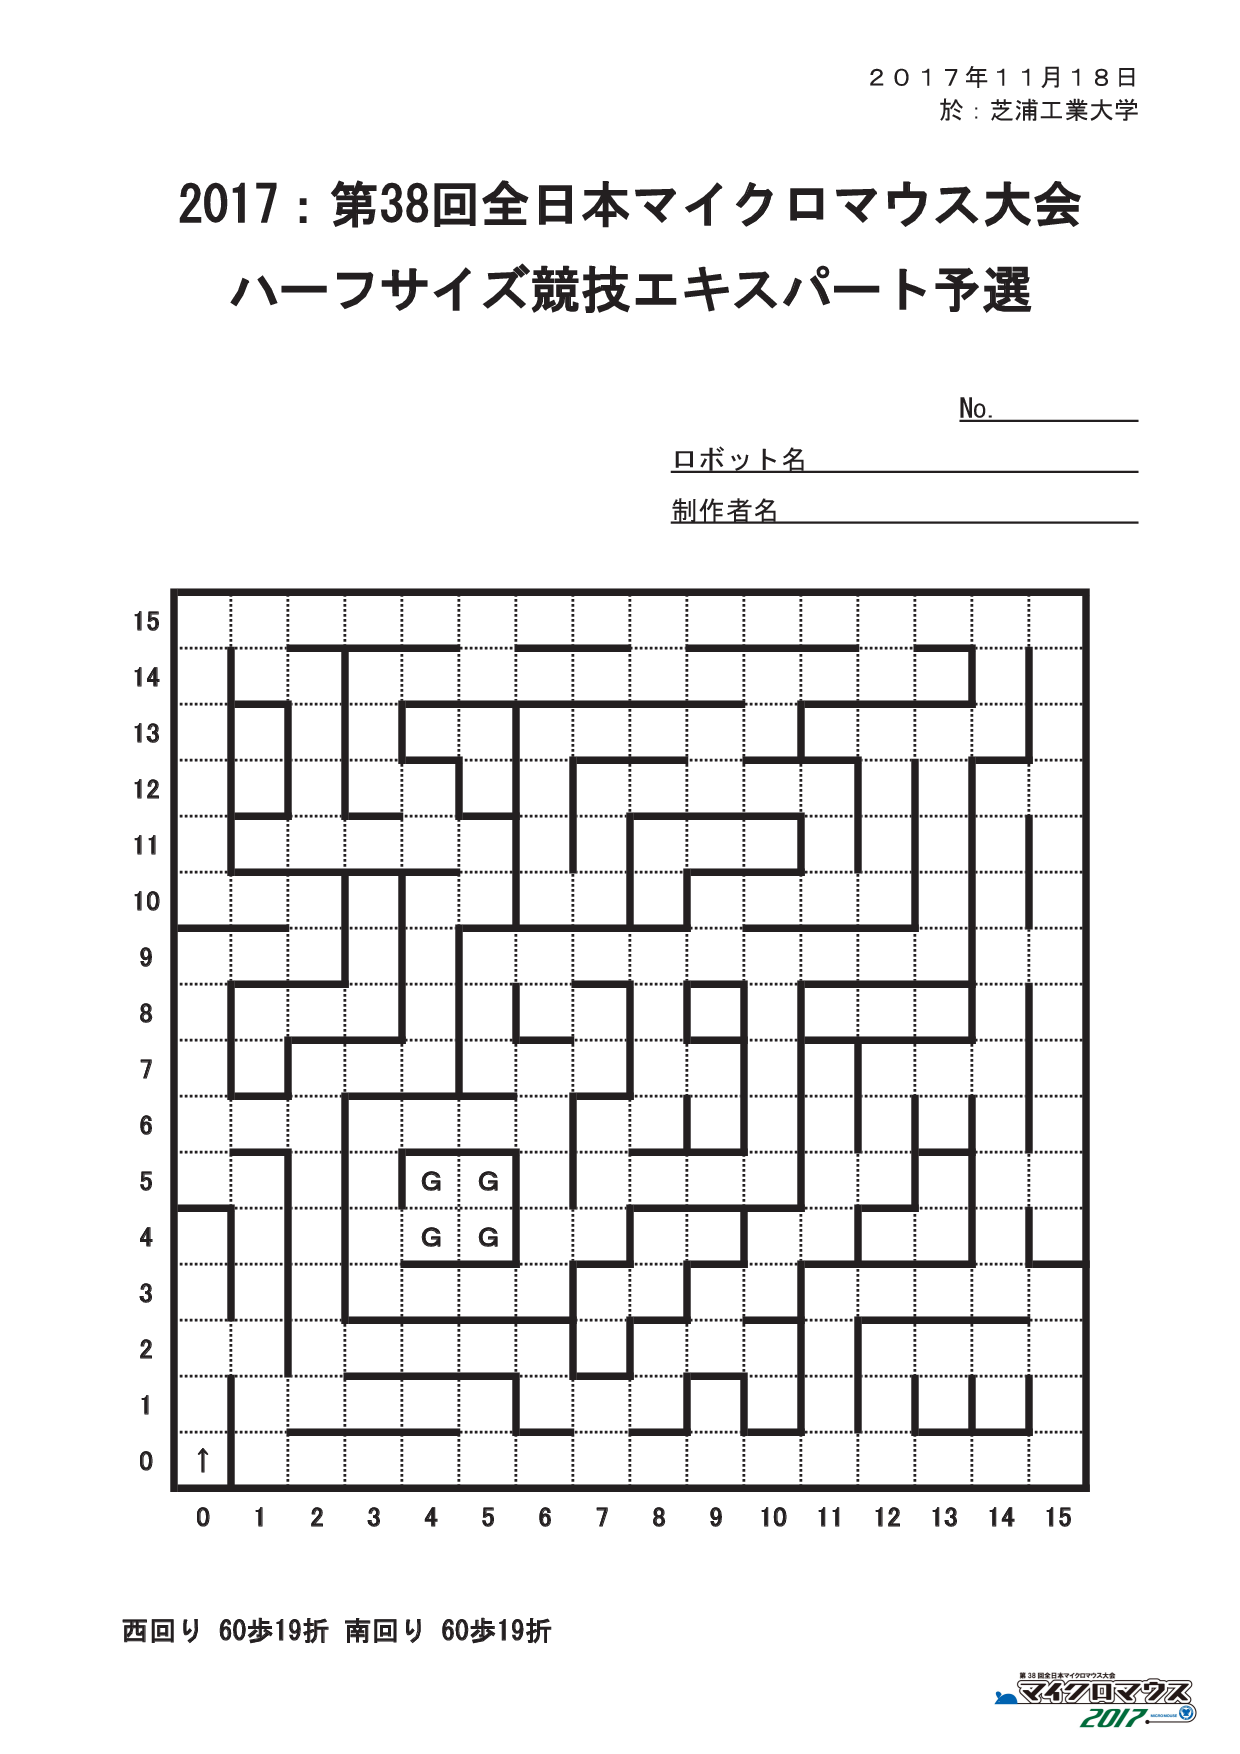 ２０１７年１１月１８日
於：芝浦工業大学
2017：第38回全日本マイクロマウス大会
ハーフサイズ競技エキスパート予選
No.
ロボット名
制作者名
15
14
13
12
11
10
9
8
7
6
5 G G
4 G G
3
2
1
0 ↑
0 1 2 3 4 5 6 7 8 9 10 11 12 13 14 15
西回り 60歩19折 南回り 60歩19折
第38回全日本マイクロマウス大会
マイクロマウス
2017